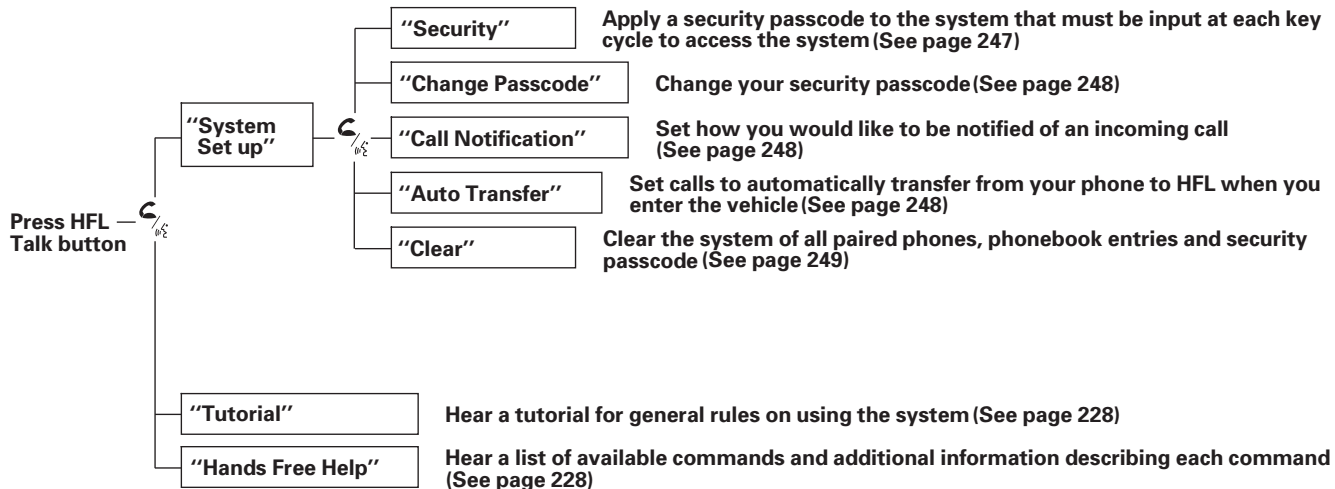 "Security"
Apply a security passcode to the system that must be input at each key
cycle to access the system (See page 247)
"Change Passcode"
Change your security passcode (See page 248)
"System
Set up"
"Call Notification"
Set how you would like to be notified of an incoming call
(See page 248)
"Auto Transfer"
Set calls to automatically transfer from your phone to HFL when you
enter the vehicle (See page 248)
Press HFL
Talk button
"Clear"
Clear the system of all paired phones, phonebook entries and security
passcode (See page 249)
"Tutorial"
Hear a tutorial for general rules on using the system (See page 228)
"Hands Free Help"
Hear a list of available commands and additional information describing each command
(See page 228)